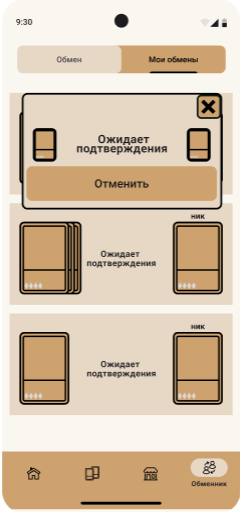 9:30
Обмен
Мои обмены
Ожидает
подтверждения
Отменить
ник
Ожидает
подтверждения
ник
Ожидает
подтверждения
Обменник